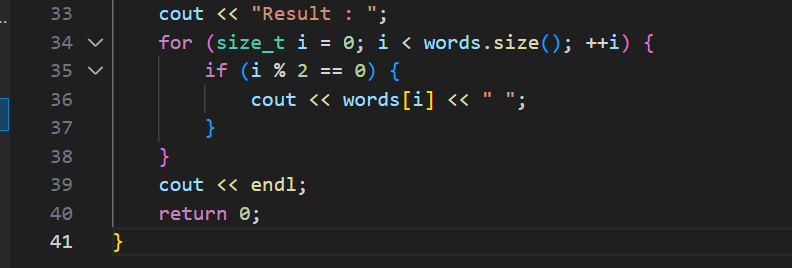 33 cout << "Result : ";
34 for (size_t i = 0; i < words.size(); ++i) {
35 if (i % 2 == 0) {
36 cout << words[i] << " ";
37 }
38 }
39 cout << endl;
40 return 0;
41 }